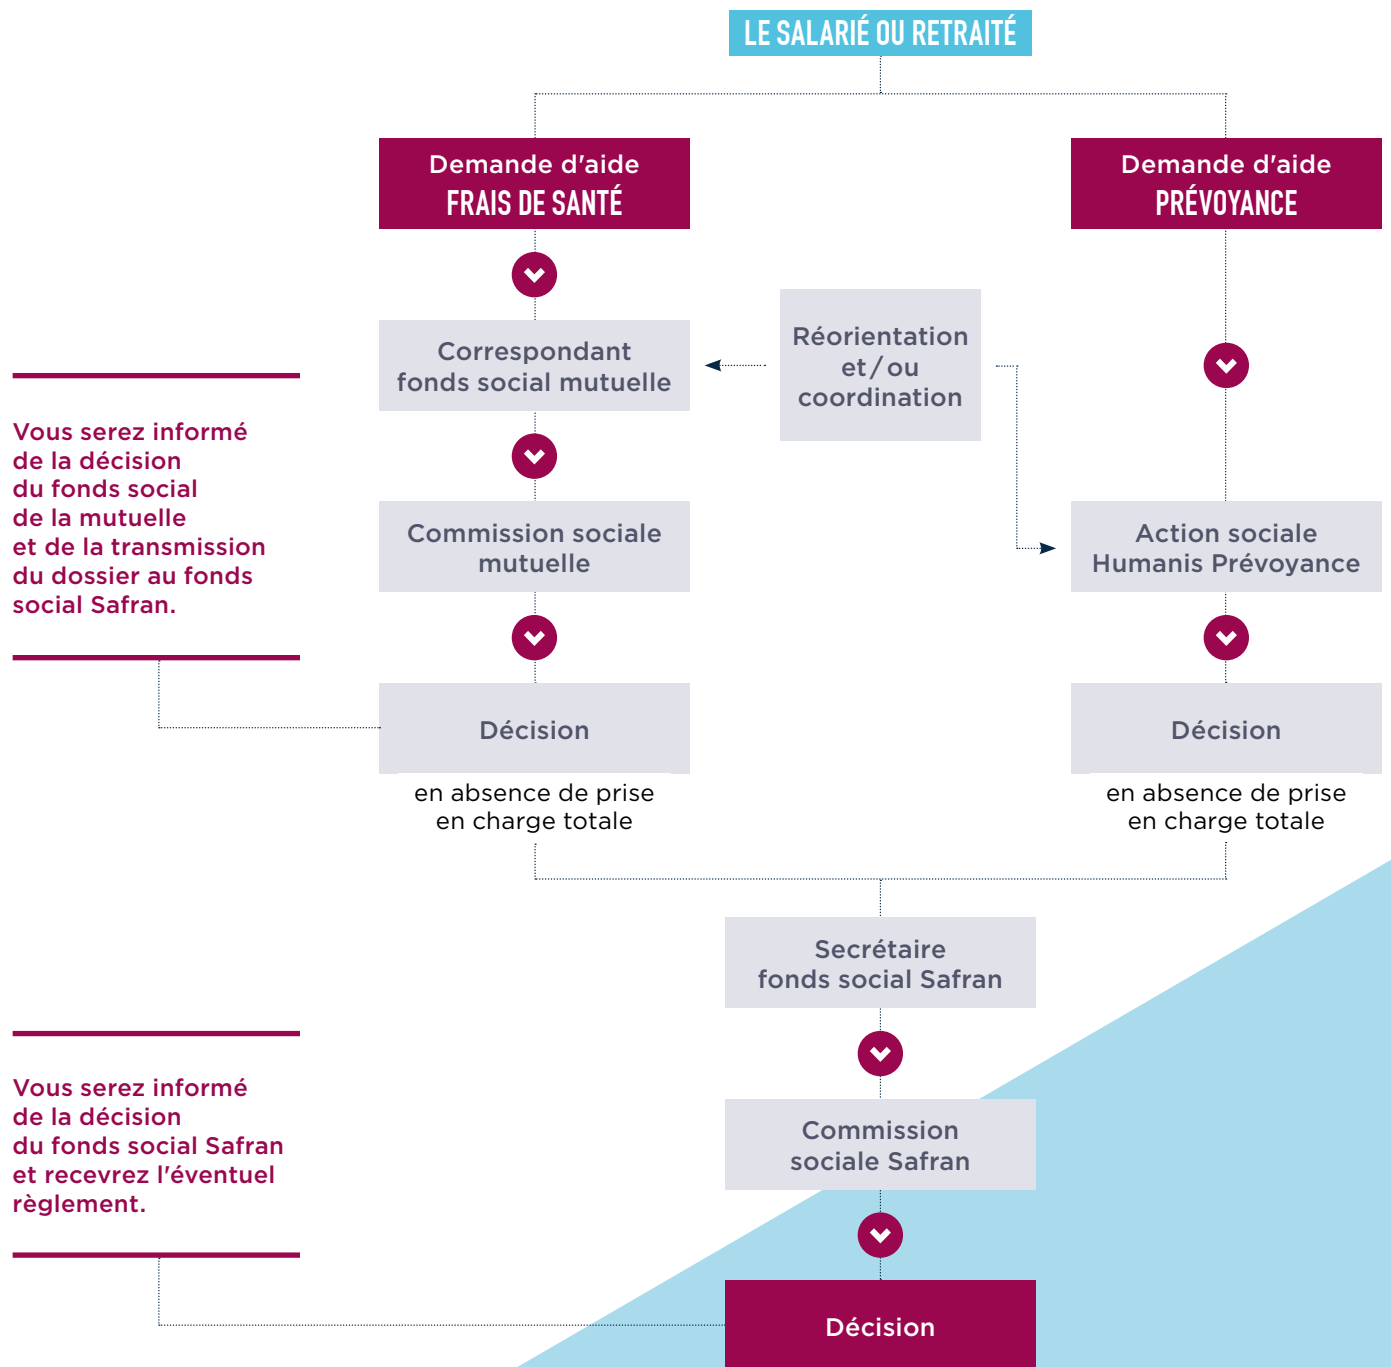 LE SALARIÉ OU RETRAITÉ
Demande d'aide
FRAIS DE SANTÉ
Demande d'aide
PRÉVOYANCE
Correspondant
fonds social mutuelle
Réorientation
et / ou
coordination
Vous serez informé
de la décision
du fonds social
de la mutuelle
et de la transmission
du dossier au fonds
social Safran.
Commission sociale
mutuelle
Action sociale
Humanis Prévoyance
Décision
en absence de prise
en charge totale
Décision
en absence de prise
en charge totale
Secrétaire
fonds social Safran
Vous serez informé
de la décision
du fonds social Safran
et recevrez l'éventuel
règlement.
Commission
sociale Safran
Décision